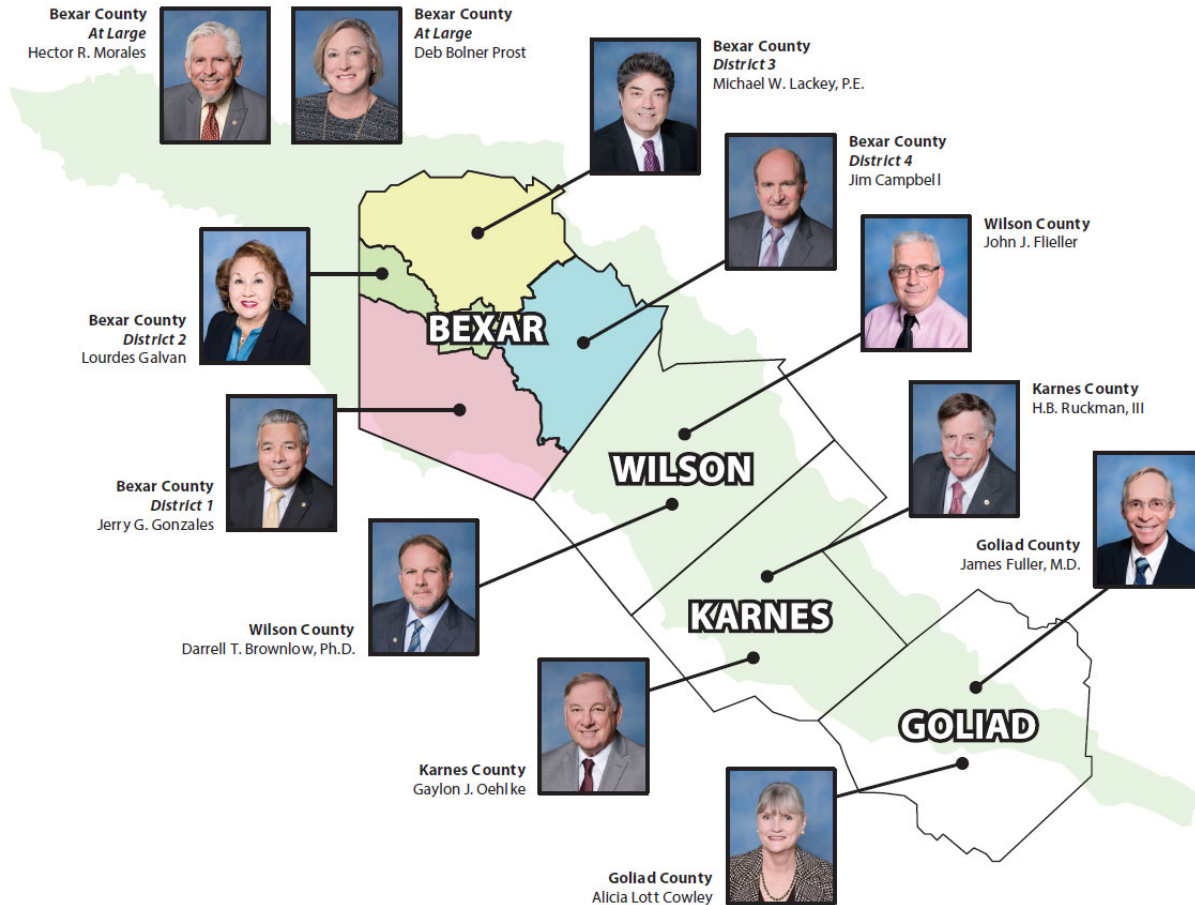 Bexar County
At Large
Hector R. Morales
Bexar County
At Large
Deb Bolner Prost
Bexar County
District 3
Michael W. Lackey, P.E.
Bexar County
District 4
Jim Campbell
Wilson County
John J. Flieller
Bexar County
District 2
Lourdes Galvan
BEXAR
Karnes County
H.B. Ruckman, III
Bexar County
District 1
Jerry G. Gonzales
WILSON
Goliad County
James Fuller, M.D.
Wilson County
Darrell T. Brownlow, Ph.D.
KARNES
GOLIAD
Karnes County
Gaylon J. Oehlke
Goliad County
Alicia Lott Cowley